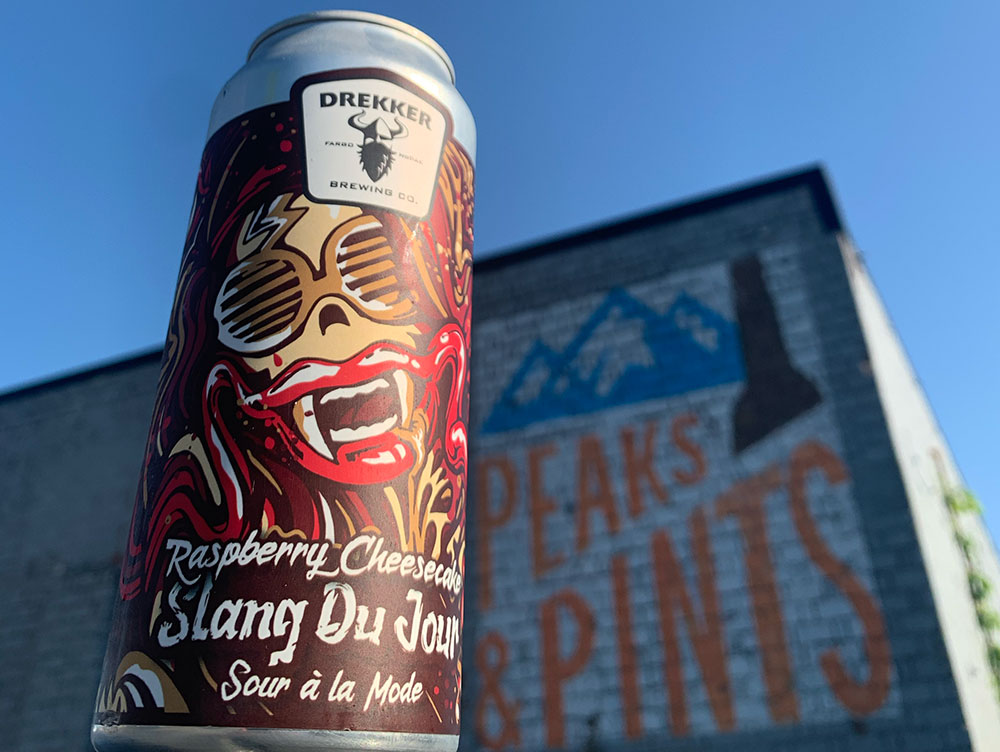 DREKKER
FARGO
BREWING CO.
Raspberry Cheesecake
Slang Du Jour
Sour à la Mode
PEAKS
& PINTS